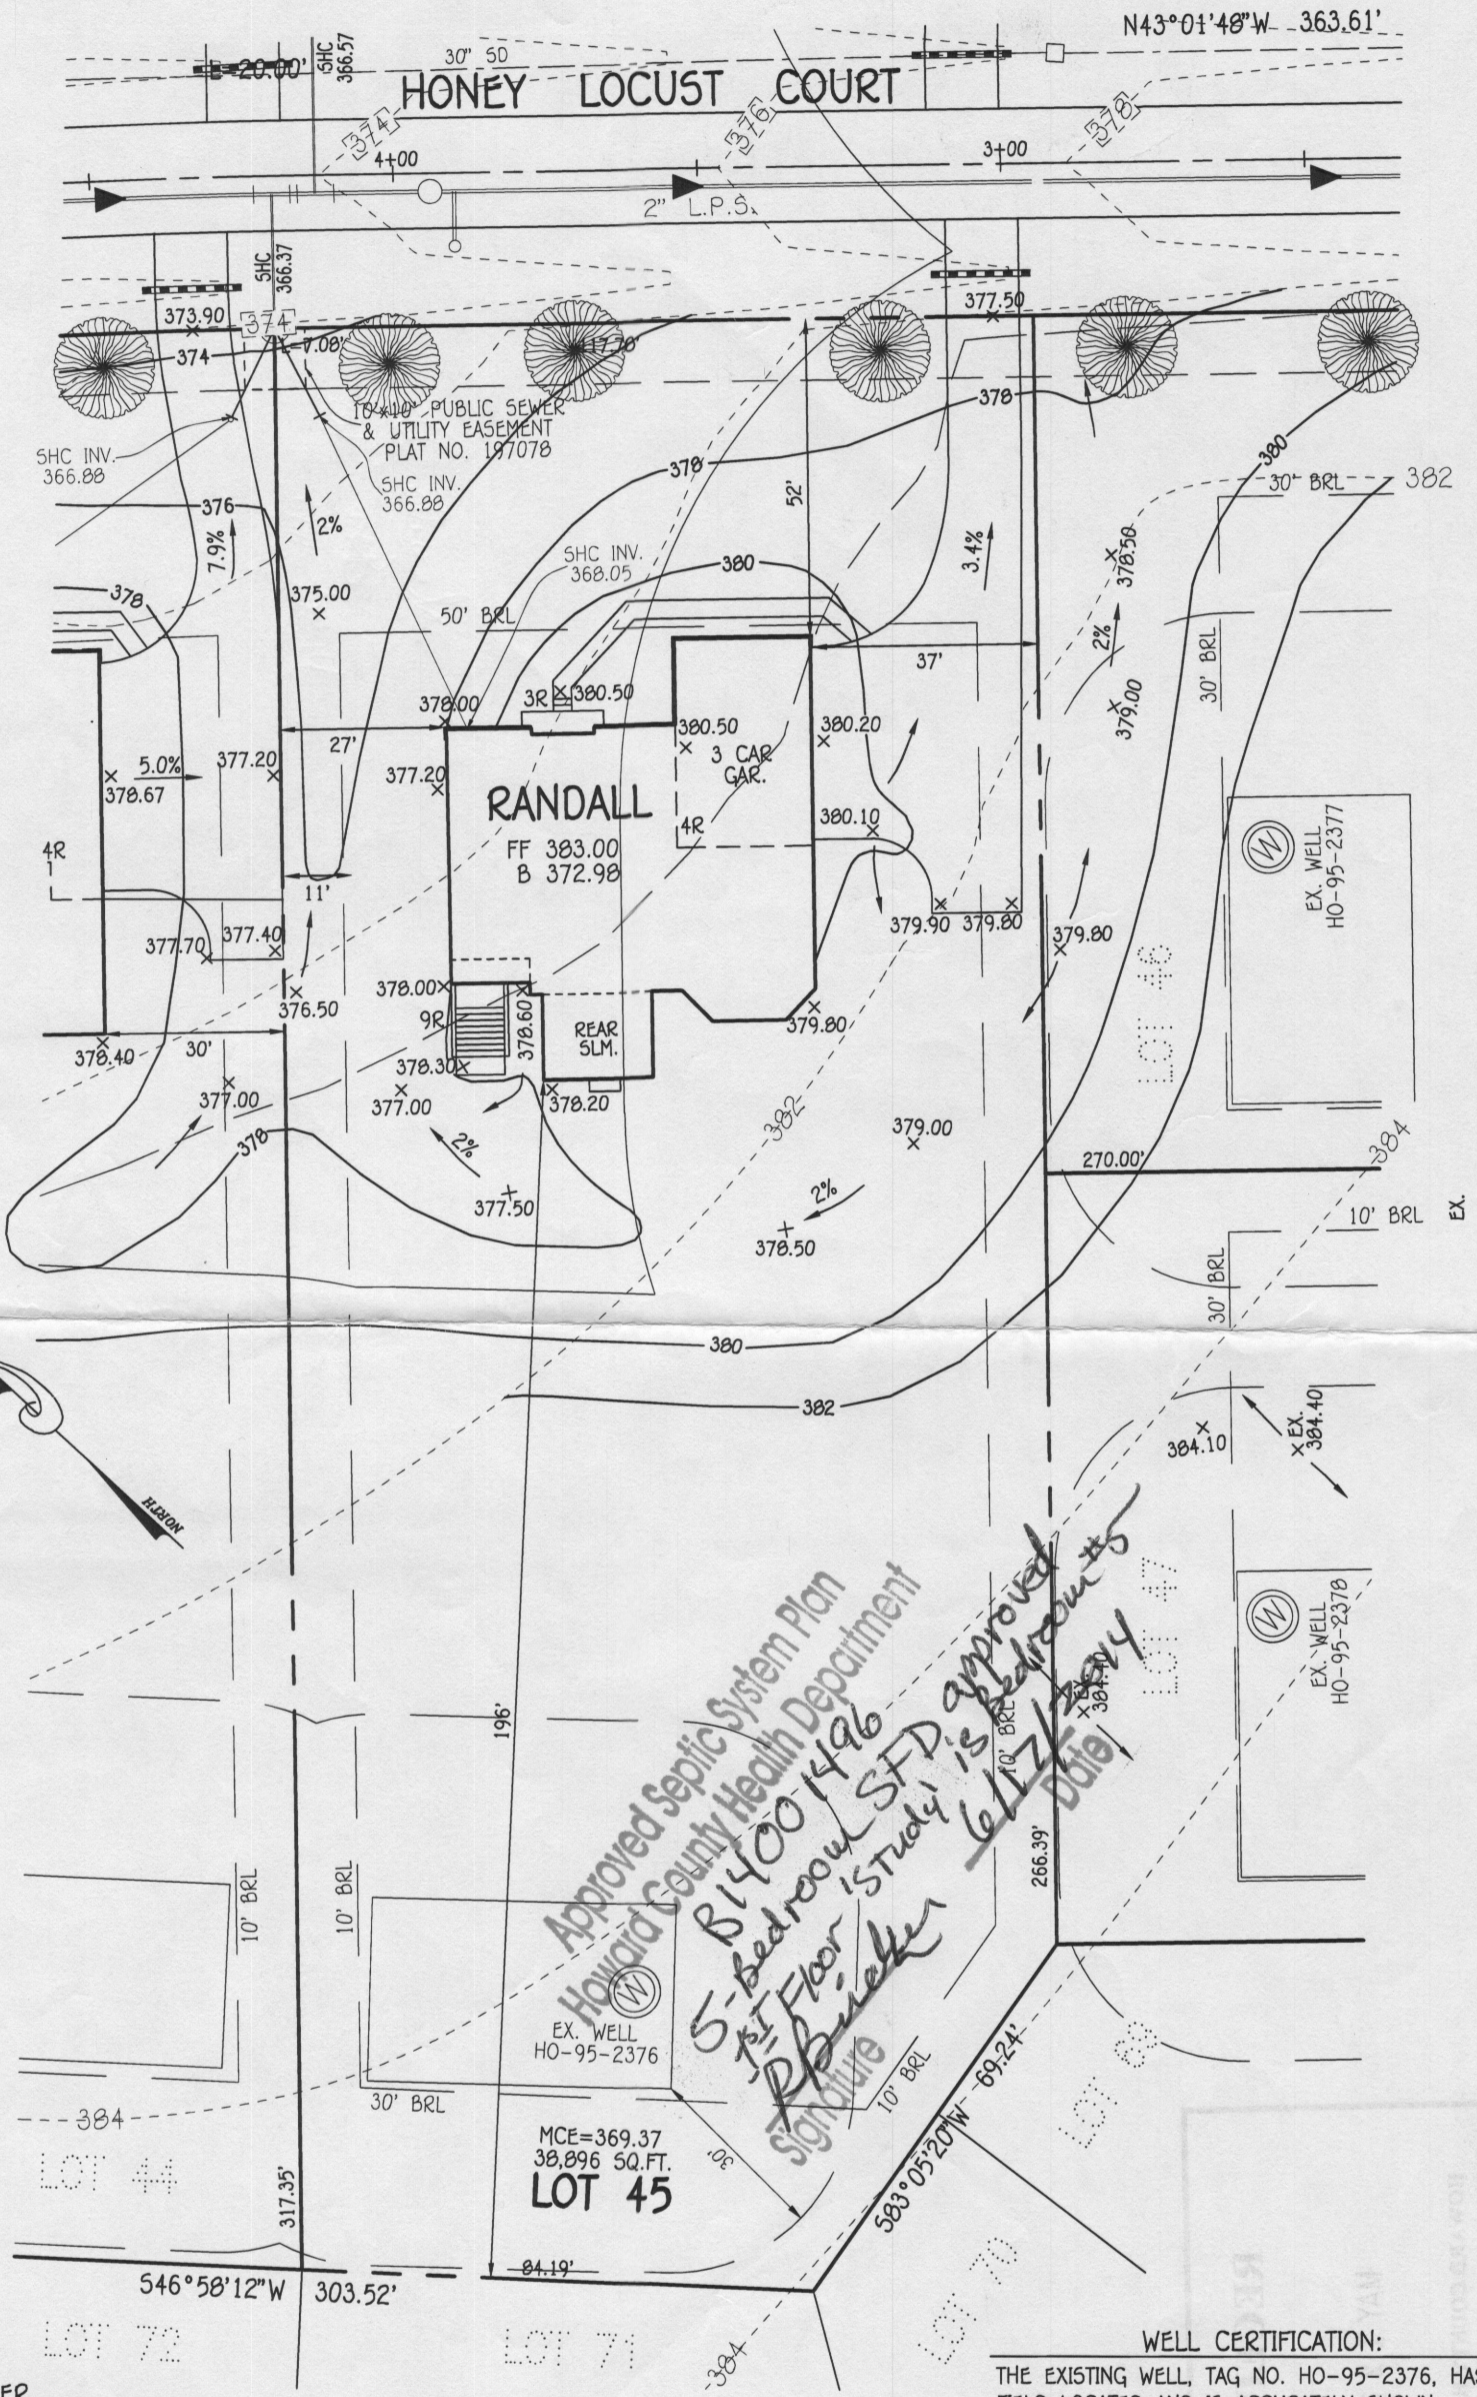 N43°01'48"W 363.61'
L=20.00'
SHC
366.57
30" SD
HONEY LOCUST COURT
374
376
378
4+00
3+00
2" L.P.S.
SHC
366.37
373.90
374
377.50
374
L=7.08'
117.70'
10'x10' PUBLIC SEWER
& UTILITY EASEMENT
PLAT NO. 197078
SHC INV.
366.88
SHC INV.
366.88
378
380
30' BRL
382
376
7.9%
2%
378
52'
3.4%
378.50
SHC INV.
368.05
380
378
375.00
50' BRL
2%
37'
30' BRL
379.00
378.00
3R
380.50
27'
380.50
380.20
3 CAR
GAR.
5.0%
378.67
377.20
377.20
RANDALL
FF 383.00
B 372.98
4R
380.10
4R
EX. WELL
HO-95-2377
W
11'
377.70
377.40
379.90
379.80
379.80
LOT 46
376.50
378.00
9R
378.60
REAR
SLM.
379.80
378.40
30'
378.30
377.00
377.00
378.20
382
379.00
378
2%
384
270.00'
377.50
2%
378.50
10' BRL
EX.
30' BRL
380
382
384.10
EX.
384.40
NORTH
LOT 47
W
EX. WELL
HO-95-2378
Approved Septic System Plan
Howard County Health Department
B14001496
5-Bedroom SFD approved
1st Floor 'study' is Bedroom #5
6/17/2014
Date
Signature
196'
10' BRL
EX.
384.40
266.39'
10' BRL
10' BRL
W
EX. WELL
HO-95-2376
30' BRL
10' BRL
384
LOT 44
MCE=369.37
38,896 SQ.FT.
LOT 45
30'
S83°05'20"W 69.24'
LOT 68
317.35'
84.19'
S46°58'12"W 303.52'
LOT 72
LOT 71
384
LOT 70
WELL CERTIFICATION:
THE EXISTING WELL, TAG NO. HO-95-2376, HAS